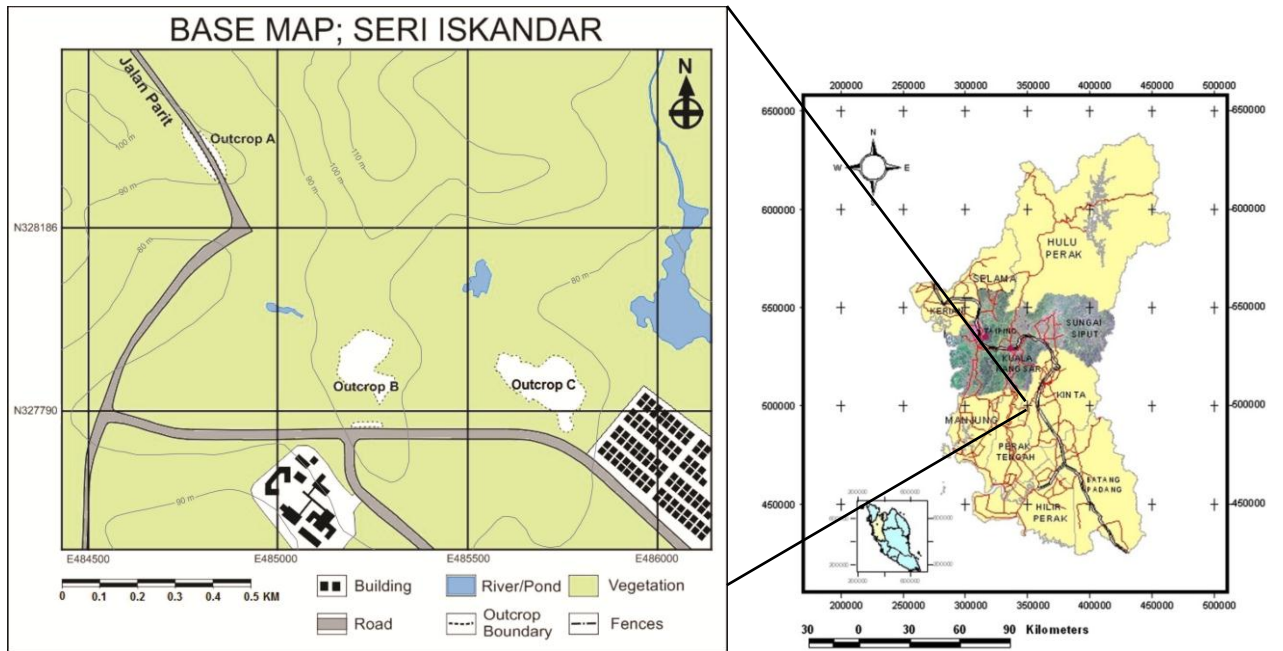 BASE MAP; SERI ISKANDAR
Jalan Parit
N
Outcrop A
100 m
90 m
110 m
100 m
90 m
80 m
N328186
80 m
80 m
Outcrop B
Outcrop C
N327790
90 m
E484500
E485000
E485500
E486000
0 0.1 0.2 0.3 0.4 0.5 KM
Building
River/Pond
Vegetation
Road
Outcrop
Boundary
Fences
200000 250000 300000 350000 400000 450000 500000
650000
650000
N
W
E
S
600000
600000
HULU
PERAK
SELAMA
550000
550000
KERIAN
TAIPING
SUNGAI
SIPUT
KUALA
KANGSAR
KINTA
500000
500000
MANJUNG
PERAK
TENGAH
BATANG
PADANG
450000
450000
HILIR
PERAK
200000 250000 300000 350000 400000 450000 500000
30 0 30 60 90 Kilometers